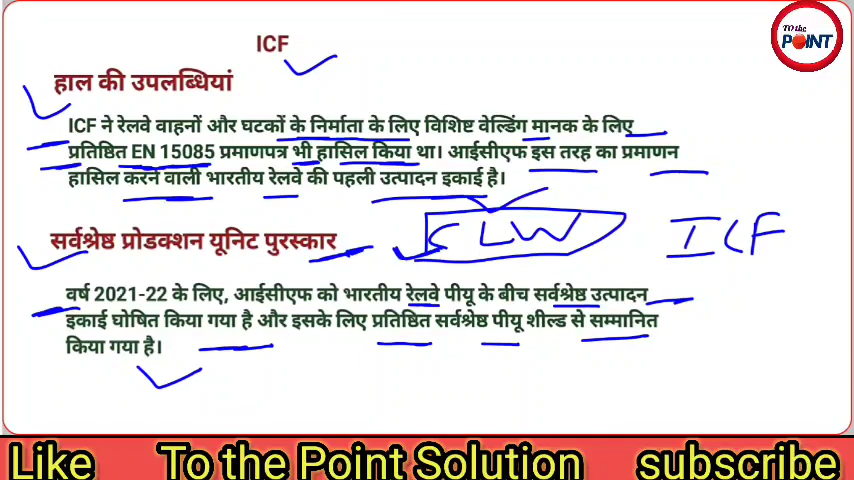 TO the
POINT
ICF
हाल की उपलब्धियां
ICF ने रेलवे वाहनों और घटकों के निर्माता के लिए विशिष्ट वेल्डिंग मानक के लिए
प्रतिष्ठित EN 15085 प्रमाणपत्र भी हासिल किया था। आईसीएफ इस तरह का प्रमाणन
हासिल करने वाली भारतीय रेलवे की पहली उत्पादन इकाई है।
सर्वश्रेष्ठ प्रोडक्शन यूनिट पुरस्कार
CLW ICF
वर्ष 2021-22 के लिए, आईसीएफ को भारतीय रेलवे पीयू के बीच सर्वश्रेष्ठ उत्पादन
इकाई घोषित किया गया है और इसके लिए प्रतिष्ठित सर्वश्रेष्ठ पीयू शील्ड से सम्मानित
किया गया है।
Like To the Point Solution subscribe